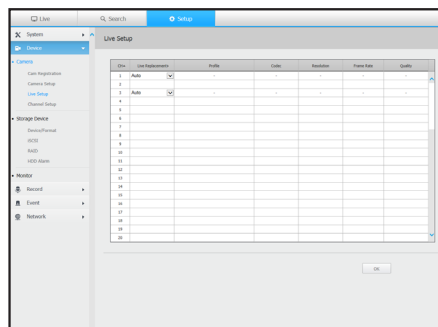 Live
Search
Setup
System
Device
Camera
Cam Registration
Camera Setup
Live Setup
Channel Setup
Storage Device
Device/Format
iSCSI
RAID
HDD Alarm
Monitor
Record
Event
Network
Live Setup
CH Live Replacement Profile Codec Resolution Frame Rate Quality
1 Auto - - - - -
2
3 Auto - - - - -
4
5
6
7
8
9
10
11
12
13
14
15
16
17
18
19
20
OK